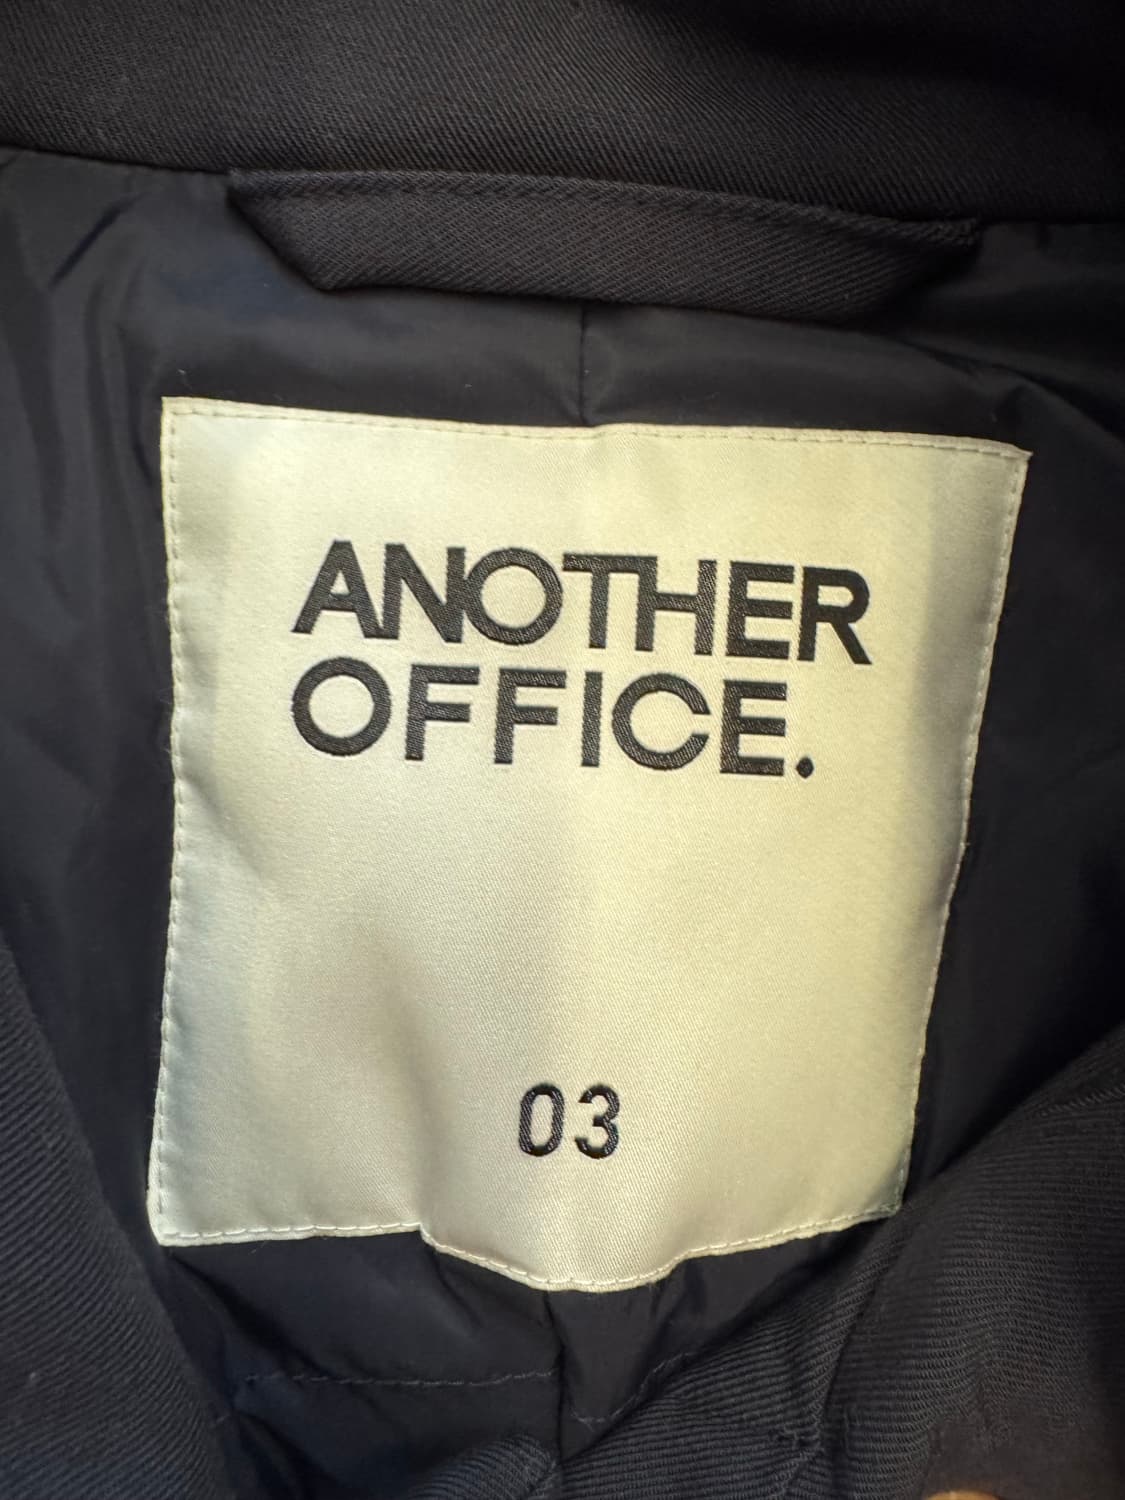 ANOTHER
OFFICE.
03